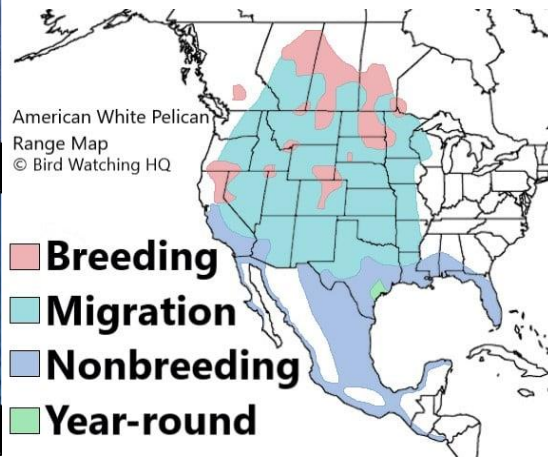 American White Pelican
Range Map
© Bird Watching HQ
Breeding
Migration
Nonbreeding
Year-round